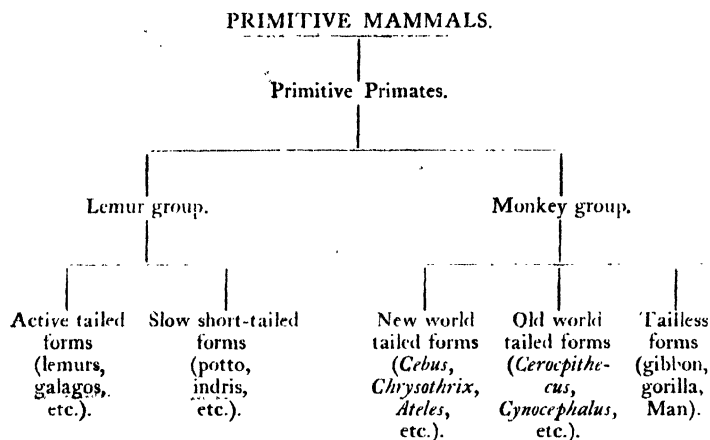 PRIMITIVE MAMMALS.
Primitive Primates.
Lemur group.
Monkey group.
Active tailed
forms
(lemurs,
galagos,
etc.).
Slow short-tailed
forms
(potto,
indris,
etc.).
New world
tailed forms
(Cebus,
Chrysothrix,
Ateles,
etc.).
Old world
tailed forms
(Cerocpithe-
cus,
Cynocephalus,
etc.).
Tailless
forms
(gibbon,
gorilla,
Man).